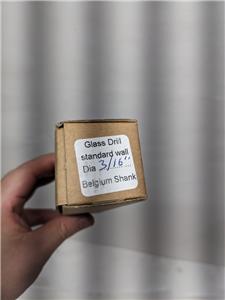 Glass Drill
standard wall
Dia 3/16"...
Belgium Shank